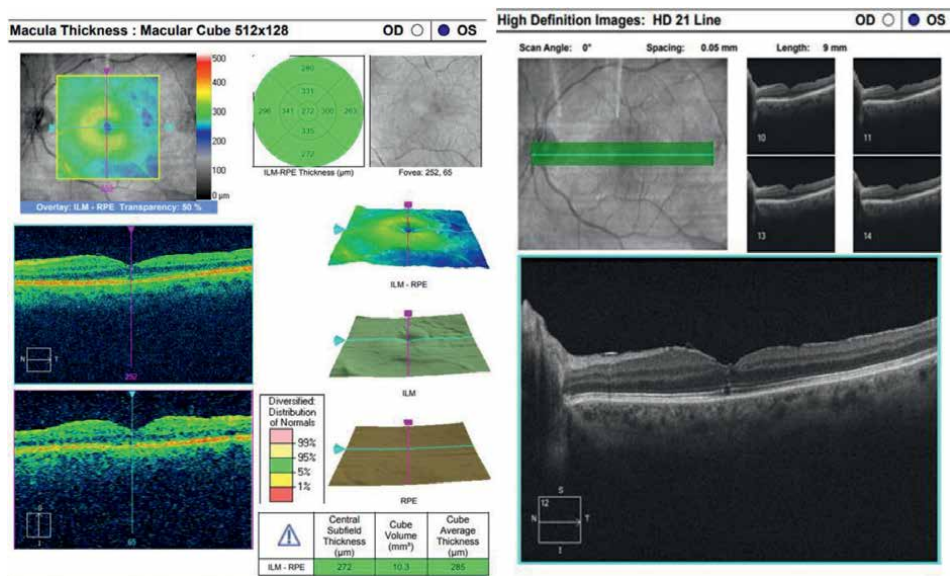 Macula Thickness : Macular Cube 512x128
OD
OS
500
400
300
200
100
0 µm
Overlay: ILM - RPE Transparency: 50 %
280
331
296
341
272
300
263
335
272
ILM-RPE Thickness (µm)
Fovea: 252, 65
N
T
252
S
I
65
ILM - RPE
ILM
RPE
Diversified:
Distribution
of Normals
99%
95%
5%
1%
Central
Subfield
Thickness
(µm)
Cube
Volume
(mm³)
Cube
Average
Thickness
(µm)
ILM - RPE
272
10.3
285
High Definition Images: HD 21 Line
OD
OS
Scan Angle: 0°
Spacing: 0.05 mm
Length: 9 mm
10
11
13
14
12
S
N
T
I